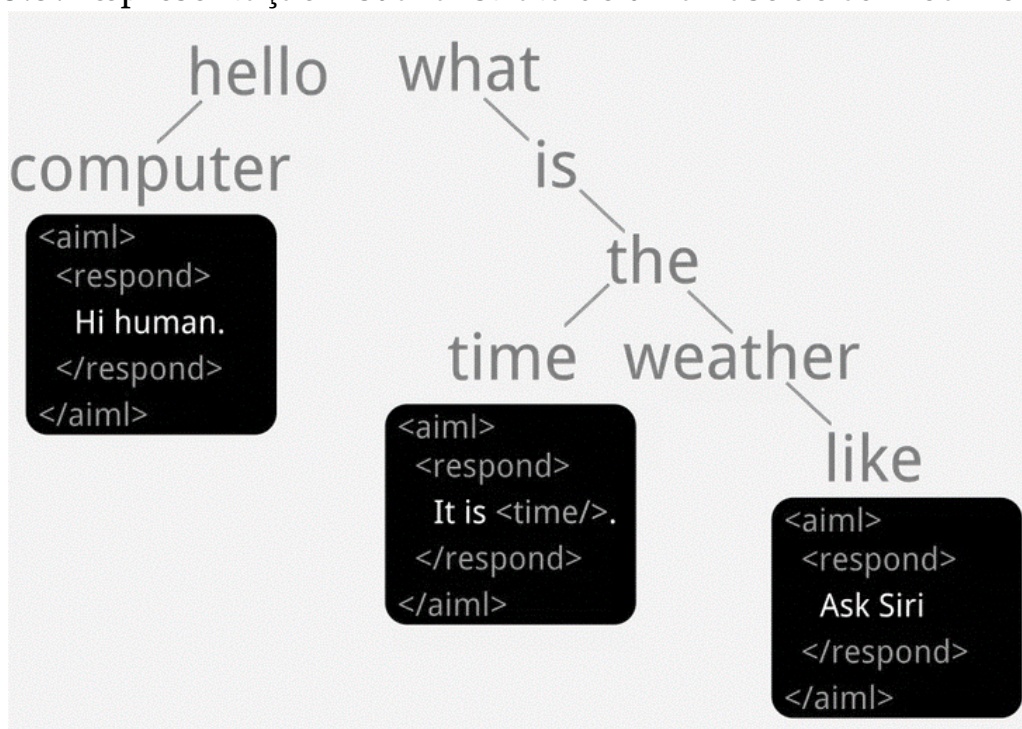 hello
computer
<aiml>
<respond>
Hi human.
</respond>
</aiml>
what
is
the
time
<aiml>
<respond>
It is <time/>.
</respond>
</aiml>
weather
like
<aiml>
<respond>
Ask Siri
</respond>
</aiml>